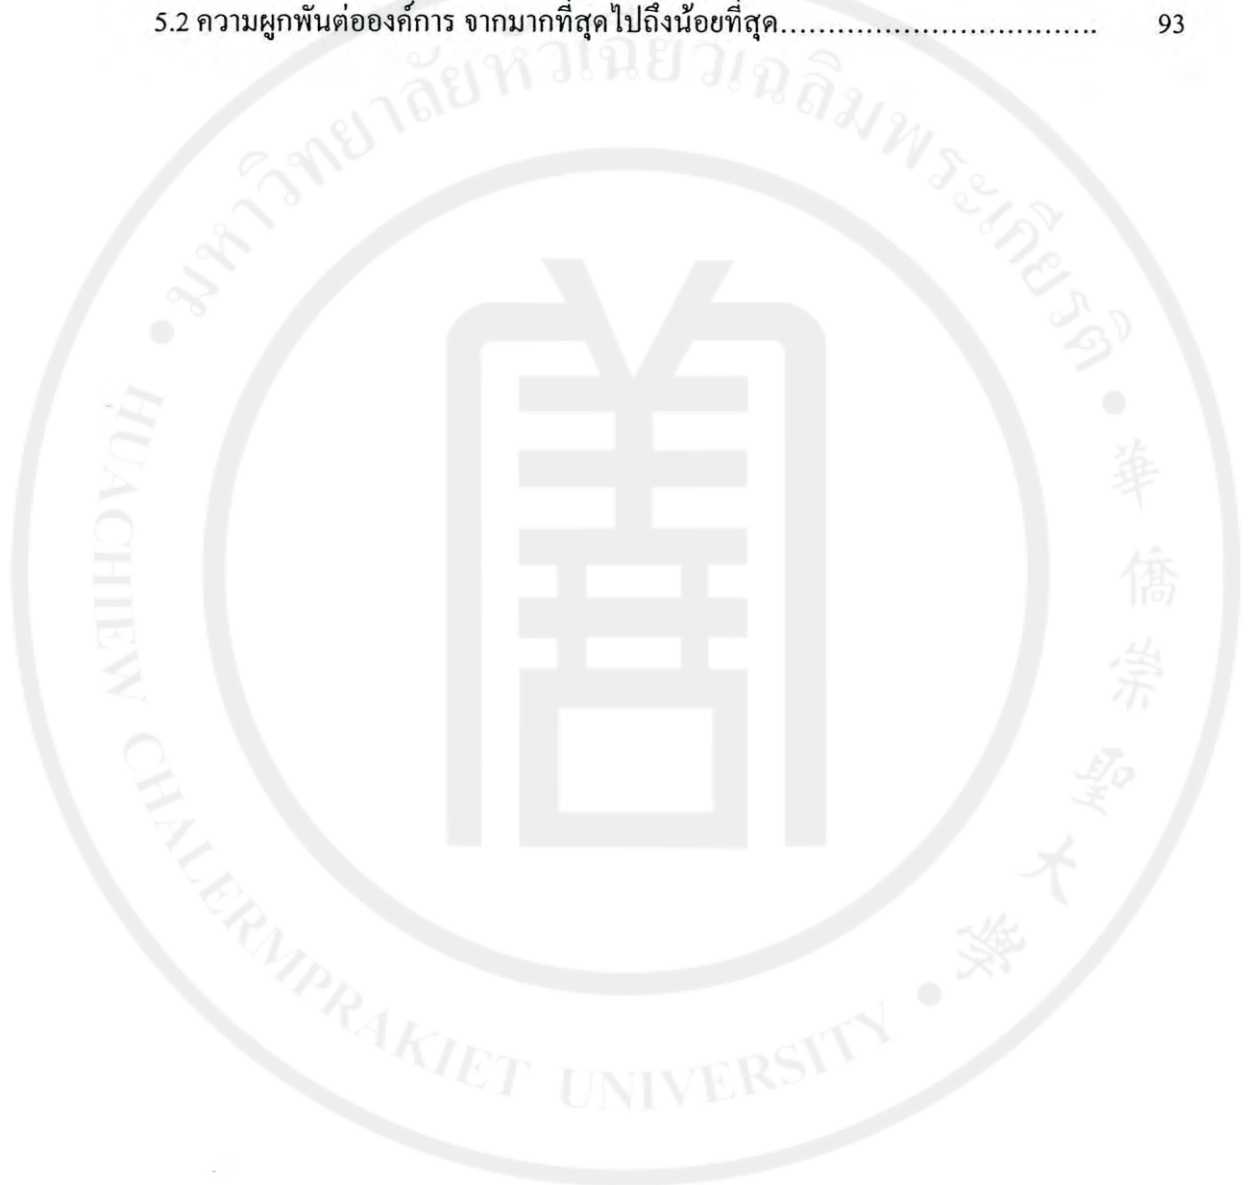 5.2 ความผูกพันต่อองค์การ จากมากที่สุดไปถึงน้อยที่สุด................................. 93
มหาวิทยาลัยหัวเฉียวเฉลิมพระเกียรติ
華僑崇聖大學
HUACHIEW CHALERMPRAKIET UNIVERSITY
善